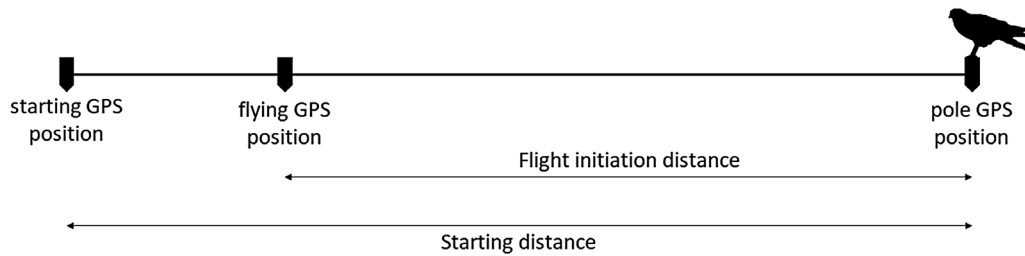 starting GPS
position
flying GPS
position
pole GPS
position
Flight initiation distance
Starting distance